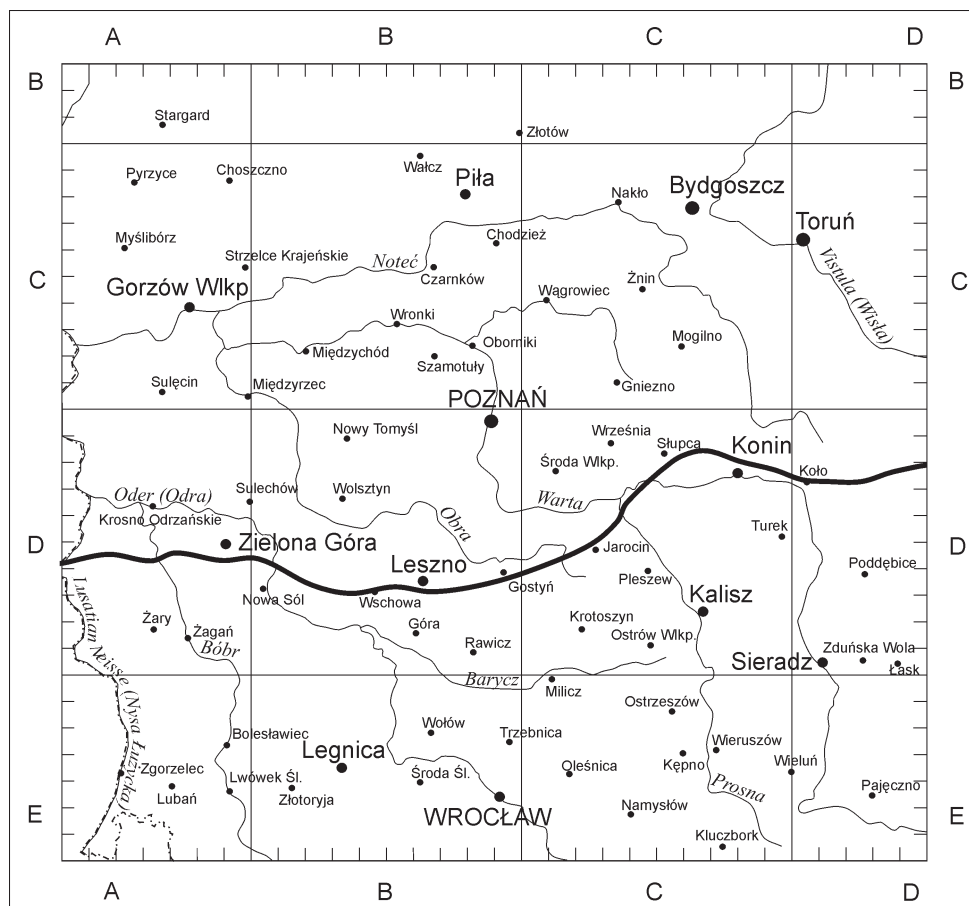 A
B
C
D
B
B
Stargard
Złotów
Wałcz
Pyrzyce
Choszczno
Piła
Bydgoszcz
Nakło
Toruń
Myślibórz
Chodzież
Strzelce Krajeńskie
Noteć
Czarnków
Żnin
Vistula (Wisła)
C
C
Gorzów Wlkp
Wągrowiec
Wronki
Mogilno
Międzychód
Oborniki
Szamotuły
Sulęcin
Międzyrzec
Gniezno
POZNAŃ
Nowy Tomyśl
Września
Słupca
Konin
Środa Wlkp.
Koło
Oder (Odra)
Sulechów
Wolsztyn
Warta
Krosno Odrzańskie
Obra
Turek
Zielona Góra
D
D
Jarocin
Leszno
Poddębice
Gostyń
Pleszew
Nowa Sól
Wschowa
Kalisz
Lusatian Neisse (Nysa Łużycka)
Żary
Żagań
Góra
Krotoszyn
Bóbr
Rawicz
Ostrów Wlkp.
Zduńska Wola
Sieradz
Łask
Barycz
Milicz
Ostrzeszów
Wołów
Trzebnica
Bolesławiec
Legnica
Wieruszów
Kępno
Wieluń
Zgorzelec
Lwówek Śl.
Środa Śl.
Oleśnica
Lubań
Złotoryja
Prosna
Pajęczno
E
E
WROCŁAW
Namysłów
Kluczbork
A
B
C
D